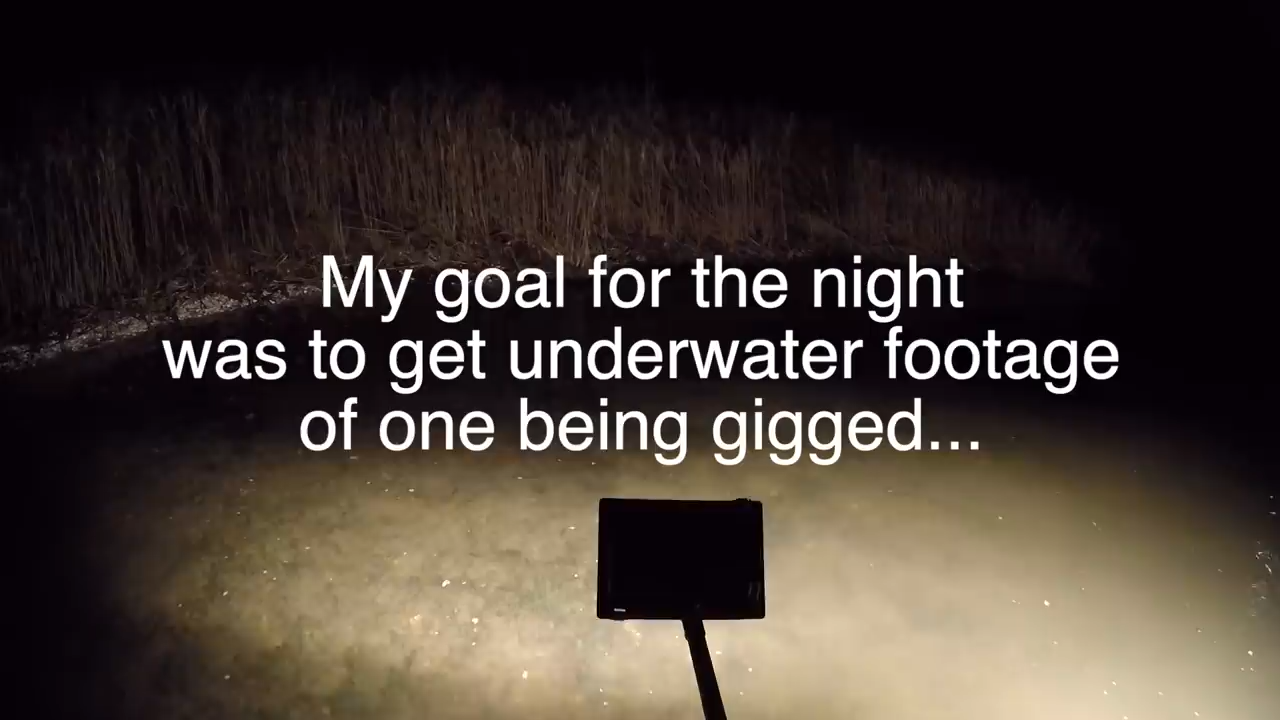 My goal for the night
was to get underwater footage
of one being gigged...